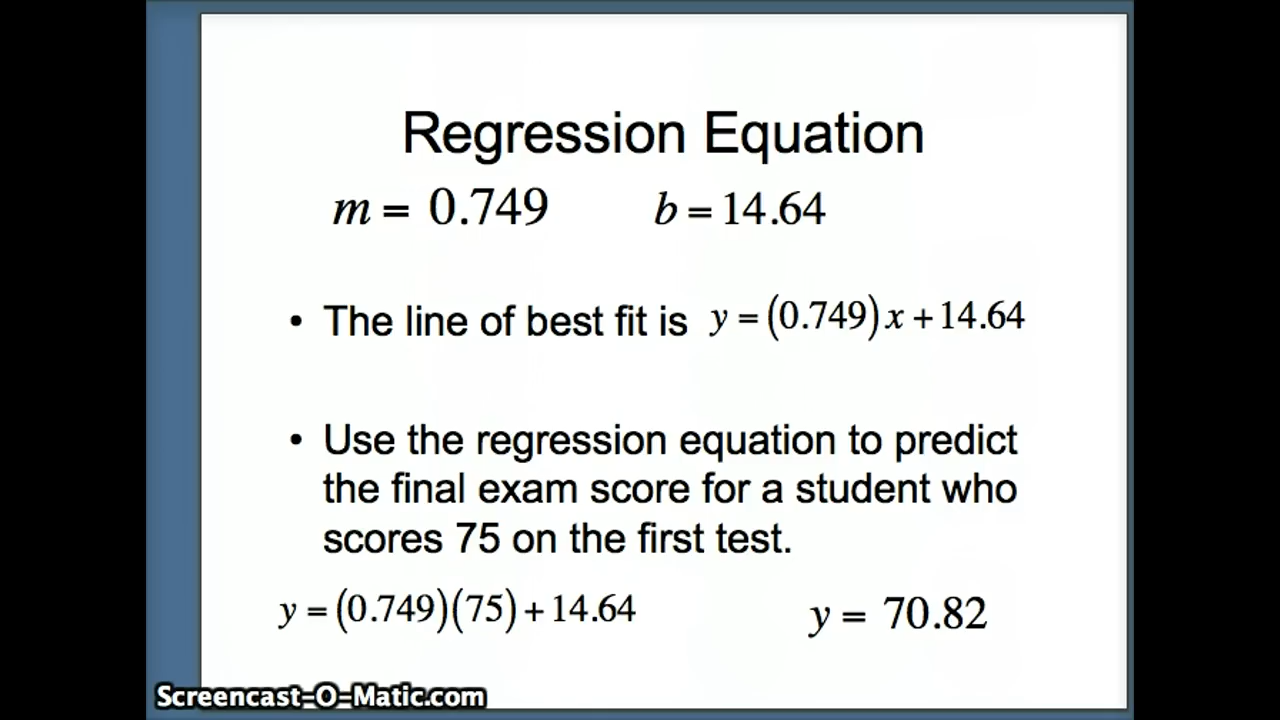 Regression Equation
m = 0.749 b = 14.64
• The line of best fit is y = (0.749) x + 14.64
• Use the regression equation to predict
the final exam score for a student who
scores 75 on the first test.
y = (0.749)(75) + 14.64 y = 70.82
Screencast-O-Matic.com